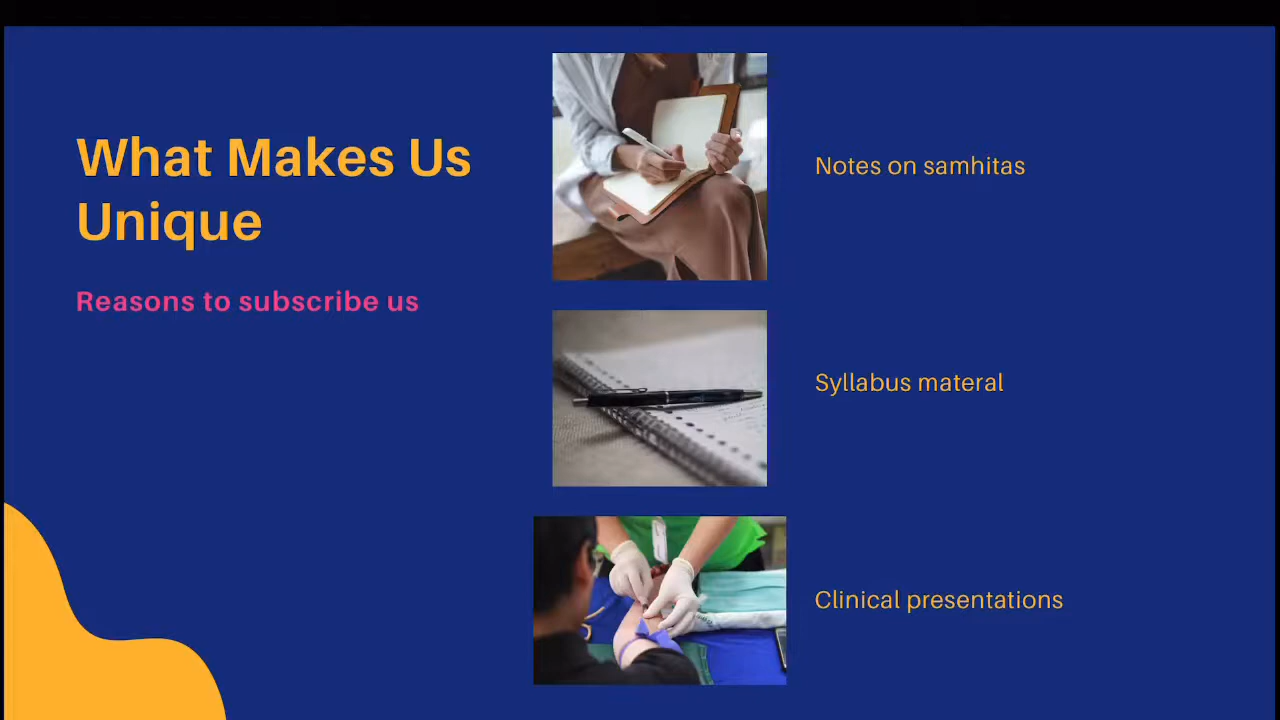 What Makes Us
Unique
Reasons to subscribe us
Notes on samhitas
Syllabus materal
Clinical presentations